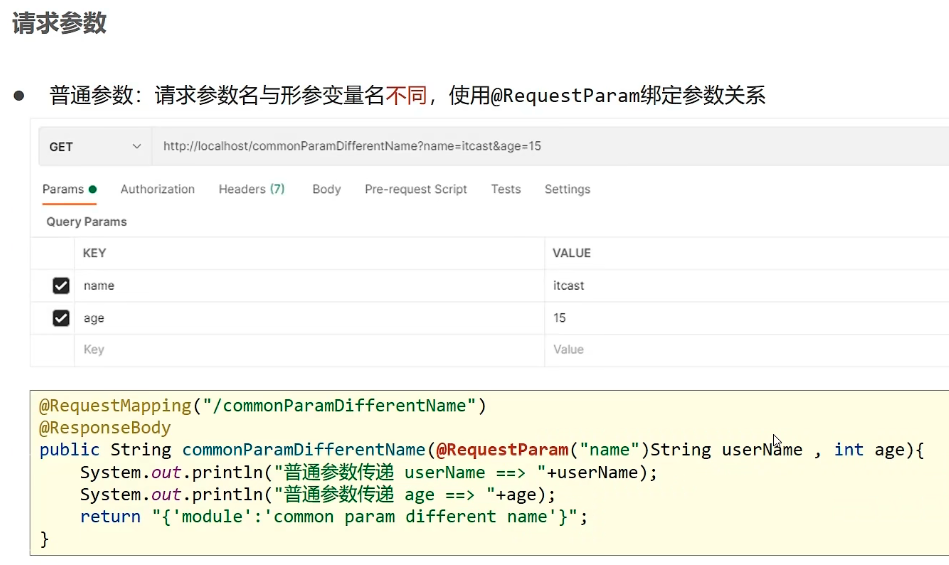 请求参数
● 普通参数：请求参数名与形参变量名不同，使用@RequestParam绑定参数关系
GET http://localhost/commonParamDifferentName?name=itcast&age=15
Params Authorization Headers (7) Body Pre-request Script Tests Settings
Query Params
KEY VALUE
name itcast
age 15
Key Value
@RequestMapping("/commonParamDifferentName")
@ResponseBody
public String commonParamDifferentName(@RequestParam("name")String userName , int age){
    System.out.println("普通参数传递 userName ==> "+userName);
    System.out.println("普通参数传递 age ==> "+age);
    return "{'module':'common param different name'}";
}